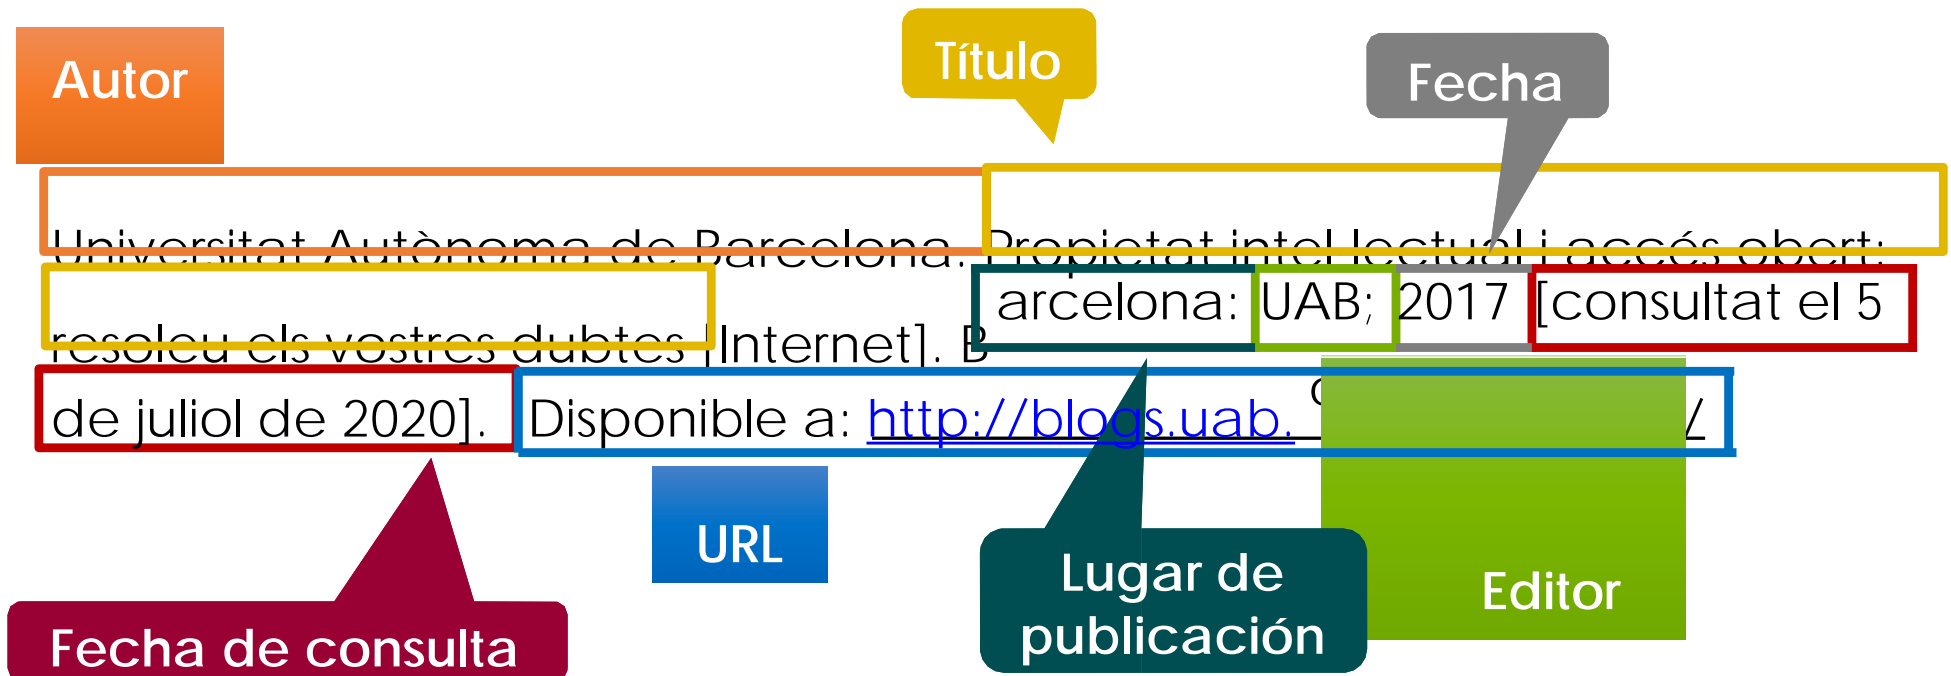 Autor
Título
Fecha
Universitat Autònoma de Barcelona. Propietat intel·lectual i accés obert:
resoleu els vostres dubtes [Internet]. B
arcelona: UAB; 2017 [consultat el 5
de juliol de 2020]. Disponible a: http://blogs.uab. /
URL
Lugar de
publicación
Editor
Fecha de consulta